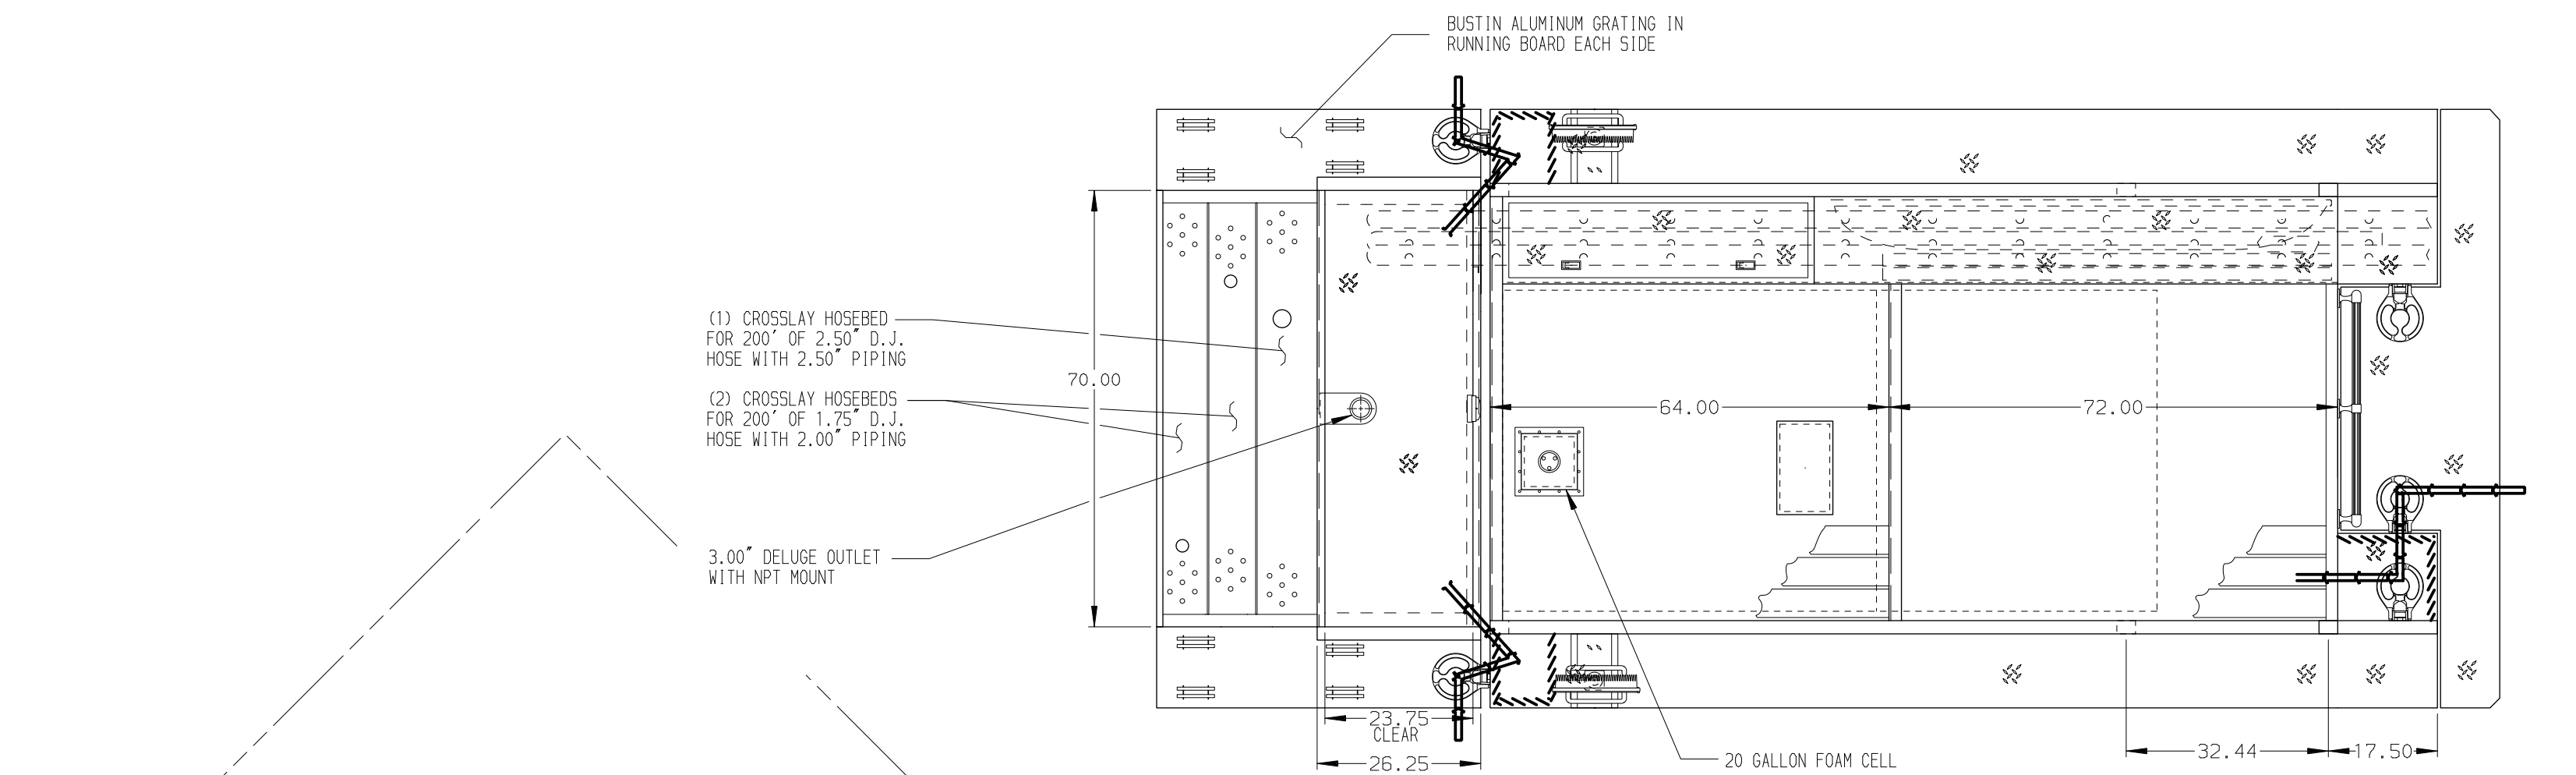 BUSTIN ALUMINUM GRATING IN
RUNNING BOARD EACH SIDE
(1) CROSSLAY HOSEBED
FOR 200' OF 2.50" D.J.
HOSE WITH 2.50" PIPING
70.00
(2) CROSSLAY HOSEBEDS
FOR 200' OF 1.75" D.J.
HOSE WITH 2.00" PIPING
64.00
72.00
3.00" DELUGE OUTLET
WITH NPT MOUNT
23.75
CLEAR
26.25
20 GALLON FOAM CELL
32.44
17.50